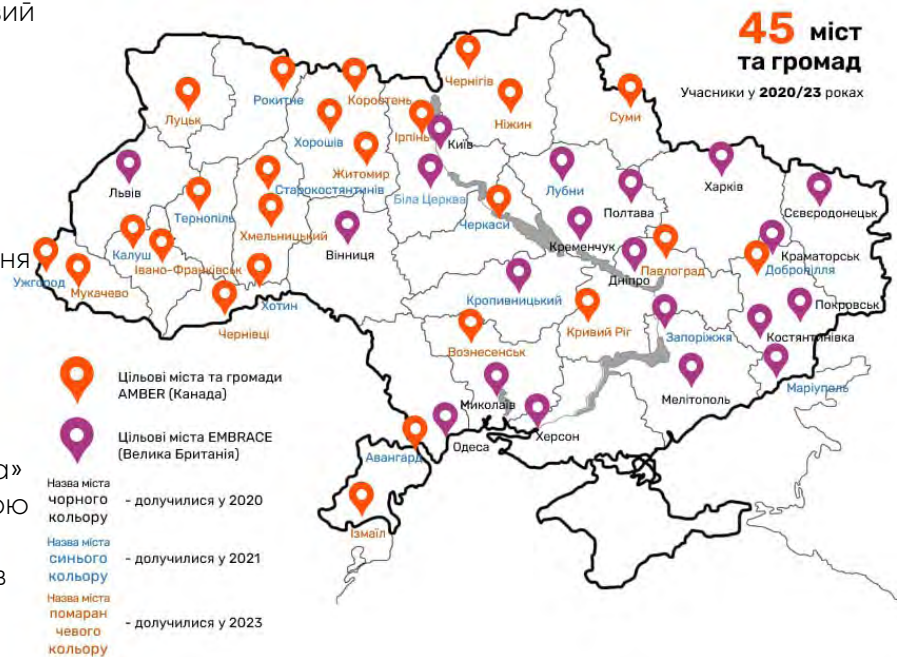 вий
45 міст
та громад
Учасники у 2020/23 роках
Чернігів
Рокитне
Коростень
Луцьк
Суми
Ніжин
Хорошів
Ірпінь
Київ
Житомир
Львів
Старокостянтинів
Біла Церква
Лубни
Харків
Полтава
Сєвєродонецьк
Тернопіль
Черкаси
Хмельницький
Вінниця
Кременчук
Краматорськ
Калуш
Івано-Франківськ
ня
Ужгород
Мукачево
Хотин
Дніпро
Павлоград
Добропілля
Кропивницький
Покровськ
Чернівці
Кривий Ріг
Запоріжжя
Костянтинівка
Вознесенськ
Маріуполь
Мелітополь
Миколаїв
Херсон
Одеса
Авангард
Ізмаїл
Цільові міста та громади
AMBER (Канада)
Цільові міста EMBRACE
(Велика Британія)
а»
ою
в
Назва міста
чорного
кольору
- долучилися у 2020
Назва міста
синього
кольору
- долучилися у 2021
Назва міста
помаран
чевого
кольору
- долучилися у 2023